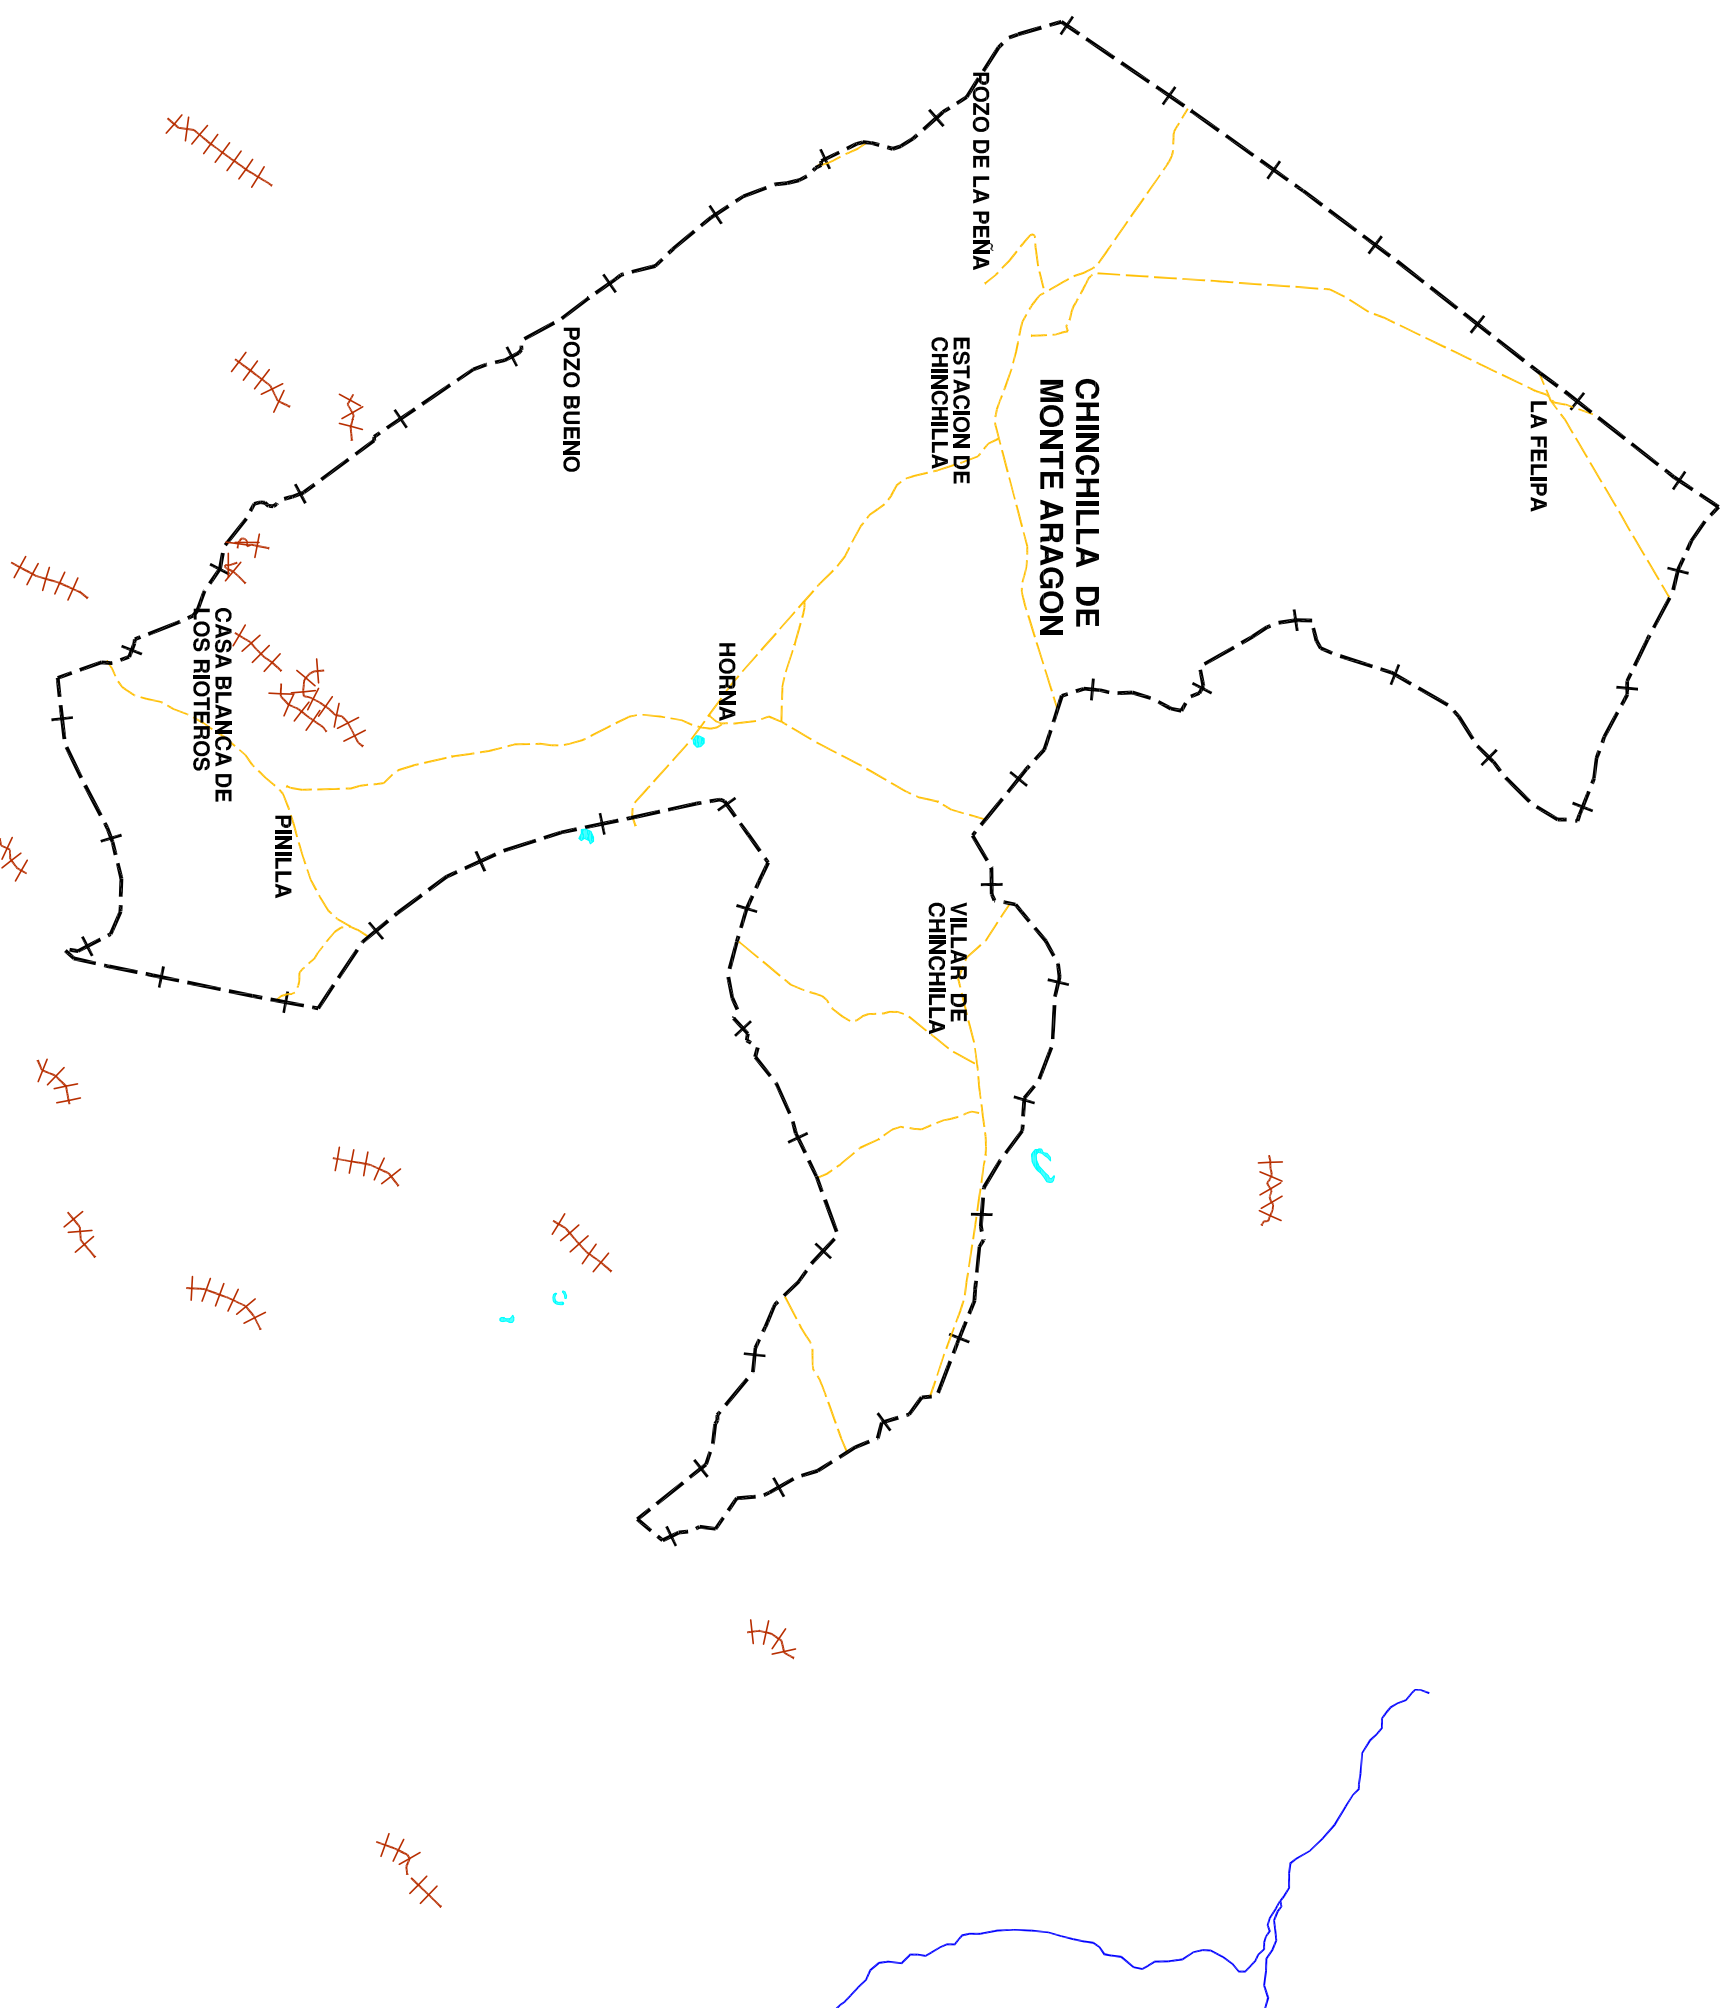 LA FELIPA
CHINCHILLA DE
MONTE ARAGON
POZO DE LA PEÑA
ESTACION DE
CHINCHILLA
VILLAR DE
CHINCHILLA
HORNA
POZO BUENO
PINILLA
CASA BLANCA DE
LOS RIOTEROS